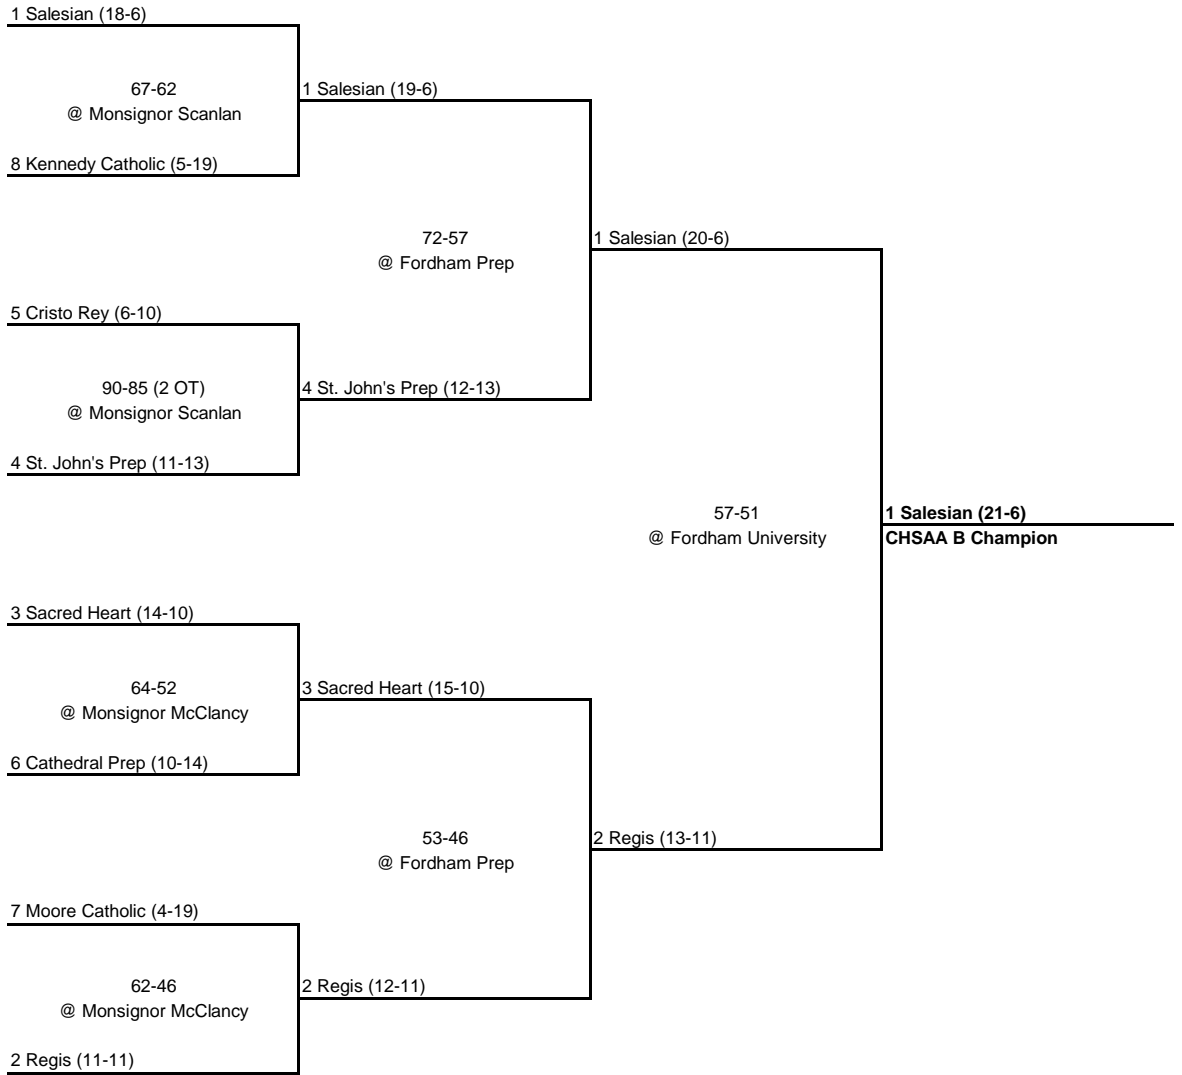 1 Salesian (18-6)
67-62
@ Monsignor Scanlan
8 Kennedy Catholic (5-19)
1 Salesian (19-6)
72-57
@ Fordham Prep
5 Cristo Rey (6-10)
90-85 (2 OT)
@ Monsignor Scanlan
4 St. John's Prep (11-13)
4 St. John's Prep (12-13)
1 Salesian (20-6)
57-51
@ Fordham University
1 Salesian (21-6)
CHSAA B Champion
3 Sacred Heart (14-10)
64-52
@ Monsignor McClancy
6 Cathedral Prep (10-14)
3 Sacred Heart (15-10)
53-46
@ Fordham Prep
2 Regis (13-11)
7 Moore Catholic (4-19)
62-46
@ Monsignor McClancy
2 Regis (11-11)
2 Regis (12-11)